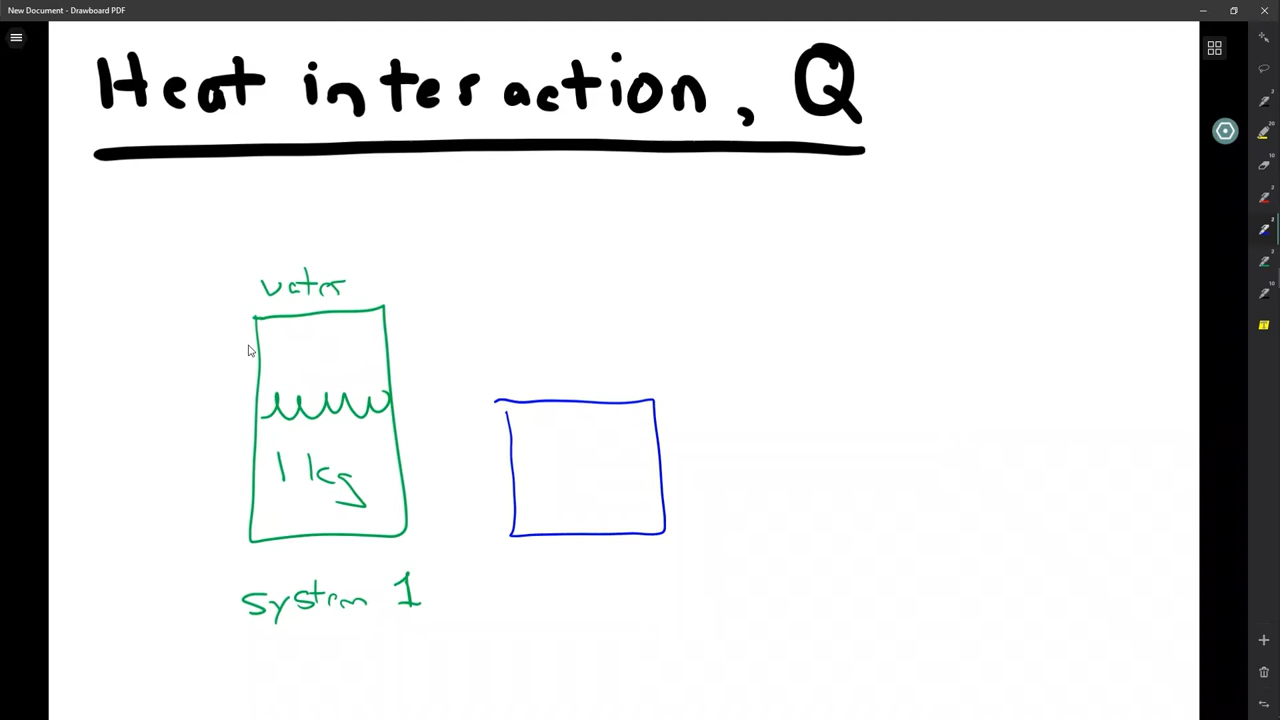 New Document - Drawboard PDF
Heat interaction, Q
water
1 kg
system 1